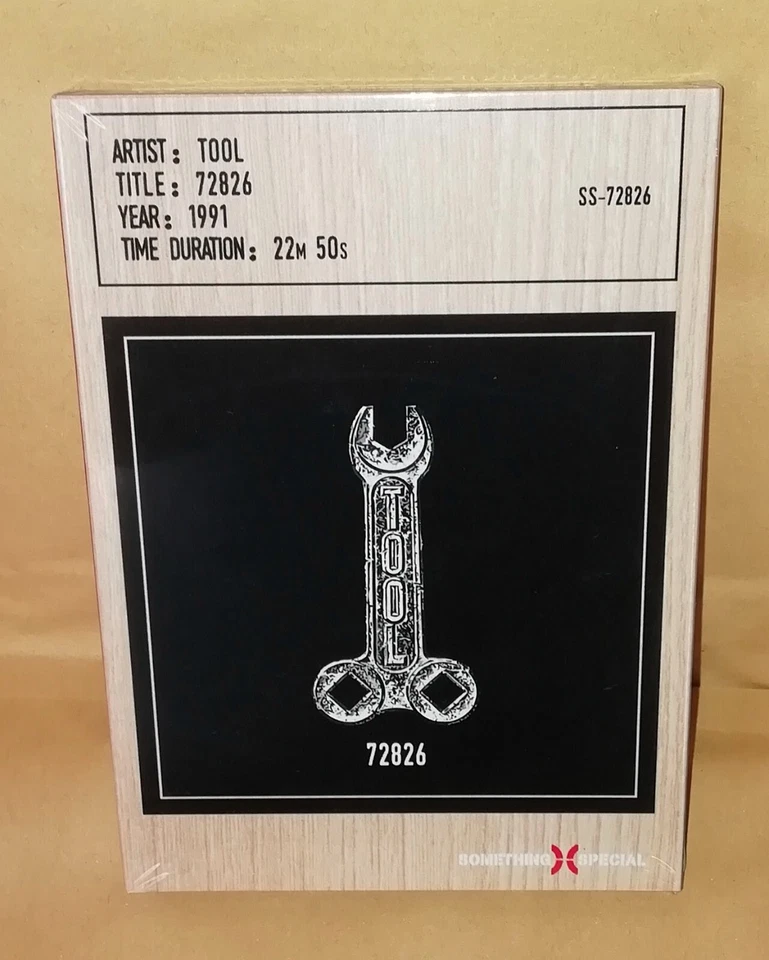 ARTIST: TOOL
TITLE: 72826
YEAR: 1991
TIME DURATION: 22M 50S
SS-72826
TOOL
72826
SOMETHING SPECIAL